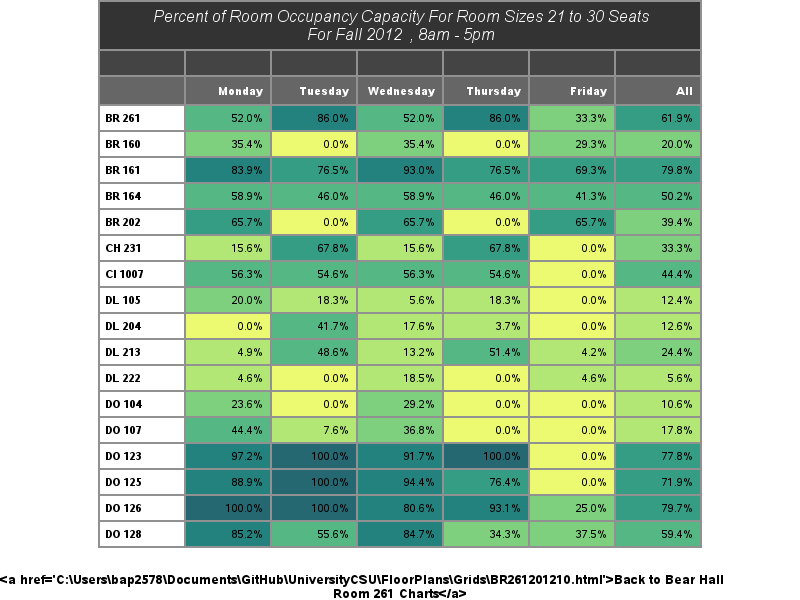 Percent of Room Occupancy Capacity For Room Sizes 21 to 30 Seats
For Fall 2012 , 8am - 5pm
Monday Tuesday Wednesday Thursday Friday All
BR 261 52.0% 86.0% 52.0% 86.0% 33.3% 61.9%
BR 160 35.4% 0.0% 35.4% 0.0% 29.3% 20.0%
BR 161 83.9% 76.5% 93.0% 76.5% 69.3% 79.8%
BR 164 58.9% 46.0% 58.9% 46.0% 41.3% 50.2%
BR 202 65.7% 0.0% 65.7% 0.0% 65.7% 39.4%
CH 231 15.6% 67.8% 15.6% 67.8% 0.0% 33.3%
CI 1007 56.3% 54.6% 56.3% 54.6% 0.0% 44.4%
DL 105 20.0% 18.3% 5.6% 18.3% 0.0% 12.4%
DL 204 0.0% 41.7% 17.6% 3.7% 0.0% 12.6%
DL 213 4.9% 48.6% 13.2% 51.4% 4.2% 24.4%
DL 222 4.6% 0.0% 18.5% 0.0% 4.6% 5.6%
DO 104 23.6% 0.0% 29.2% 0.0% 0.0% 10.6%
DO 107 44.4% 7.6% 36.8% 0.0% 0.0% 17.8%
DO 123 97.2% 100.0% 91.7% 100.0% 0.0% 77.8%
DO 125 88.9% 100.0% 94.4% 76.4% 0.0% 71.9%
DO 126 100.0% 100.0% 80.6% 93.1% 25.0% 79.7%
DO 128 85.2% 55.6% 84.7% 34.3% 37.5% 59.4%
<a href='C:\Users\bap2578\Documents\GitHub\UniversityCSU\FloorPlans\Grids\BR261201210.html'>Back to Bear Hall
Room 261 Charts</a>